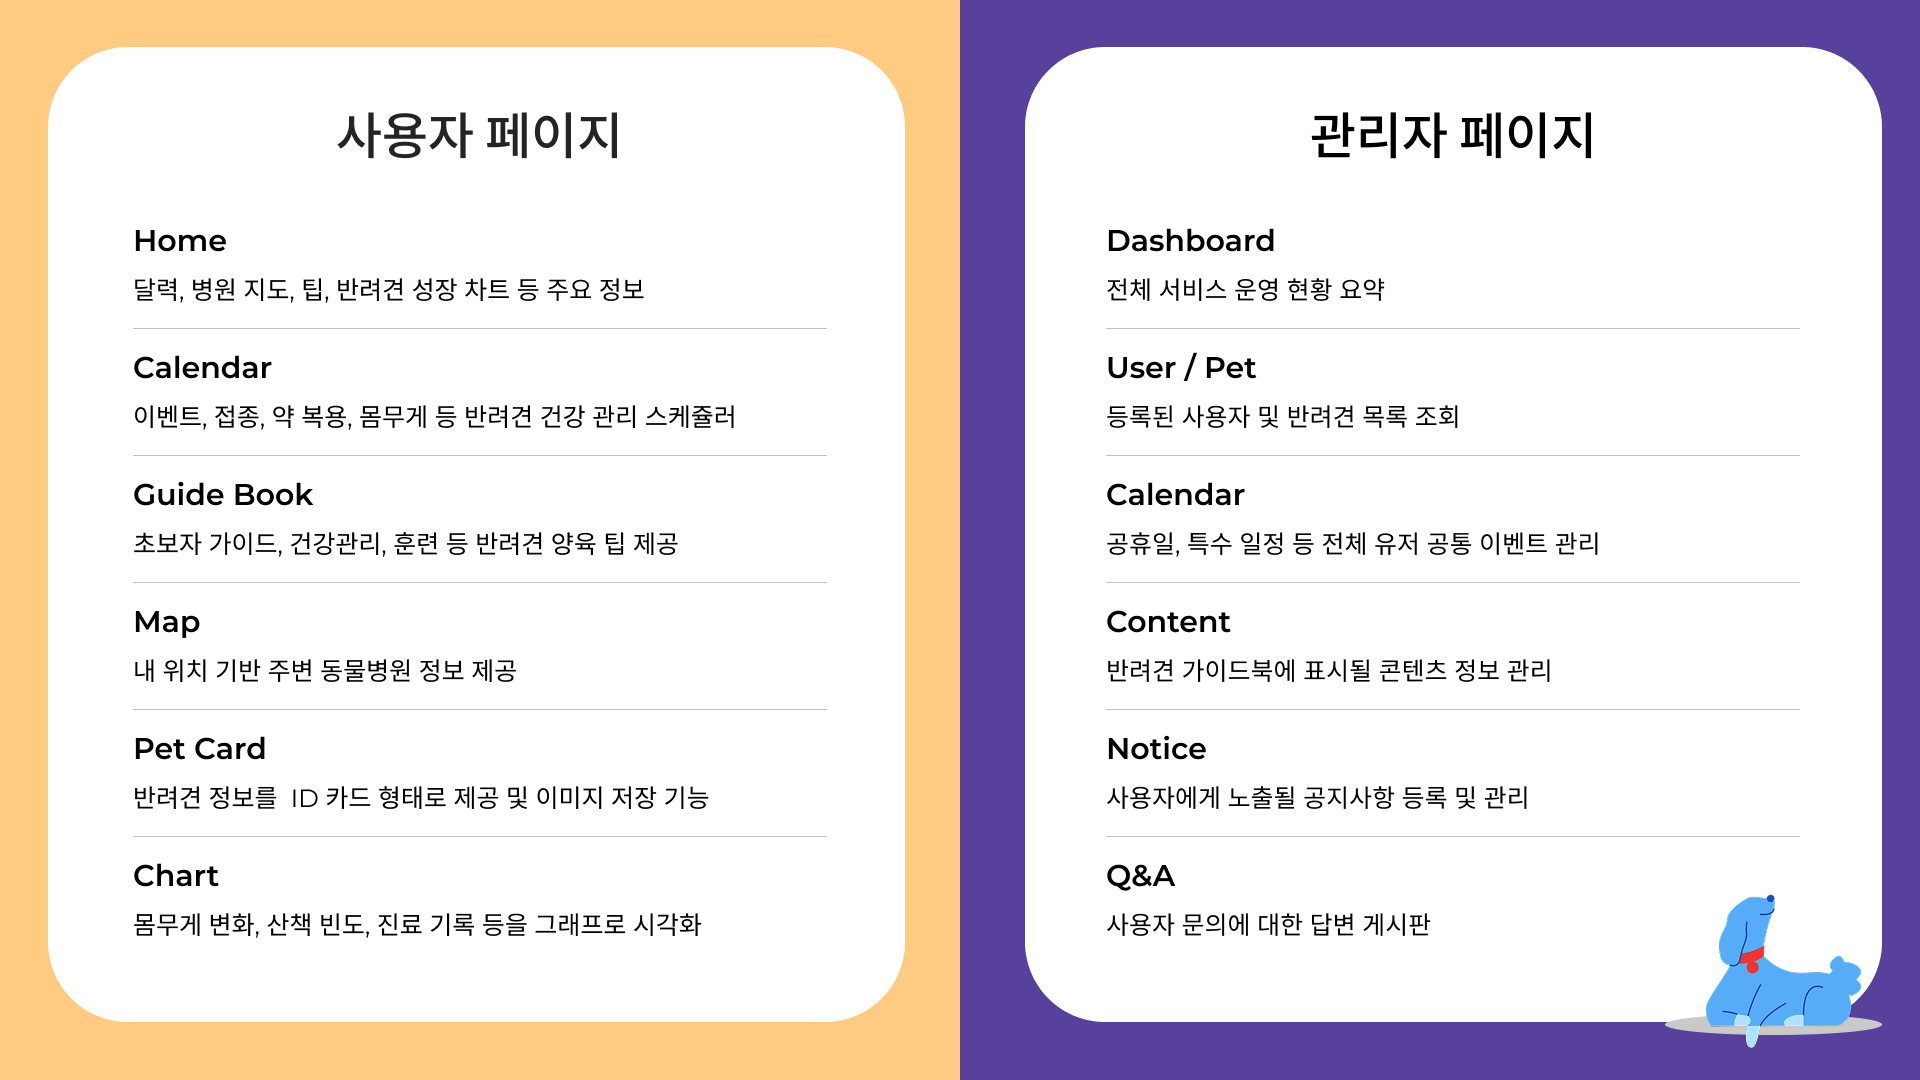 사용자 페이지
Home
달력, 병원 지도, 팁, 반려견 성장 차트 등 주요 정보
Calendar
이벤트, 접종, 약 복용, 몸무게 등 반려견 건강 관리 스케쥴러
Guide Book
초보자 가이드, 건강관리, 훈련 등 반려견 양육 팁 제공
Map
내 위치 기반 주변 동물병원 정보 제공
Pet Card
반려견 정보를  ID 카드 형태로 제공 및 이미지 저장 기능
Chart
몸무게 변화, 산책 빈도, 진료 기록 등을 그래프로 시각화
관리자 페이지
Dashboard
전체 서비스 운영 현황 요약
User / Pet
등록된 사용자 및 반려견 목록 조회
Calendar
공휴일, 특수 일정 등 전체 유저 공통 이벤트 관리
Content
반려견 가이드북에 표시될 콘텐츠 정보 관리
Notice
사용자에게 노출될 공지사항 등록 및 관리
Q&A
사용자 문의에 대한 답변 게시판